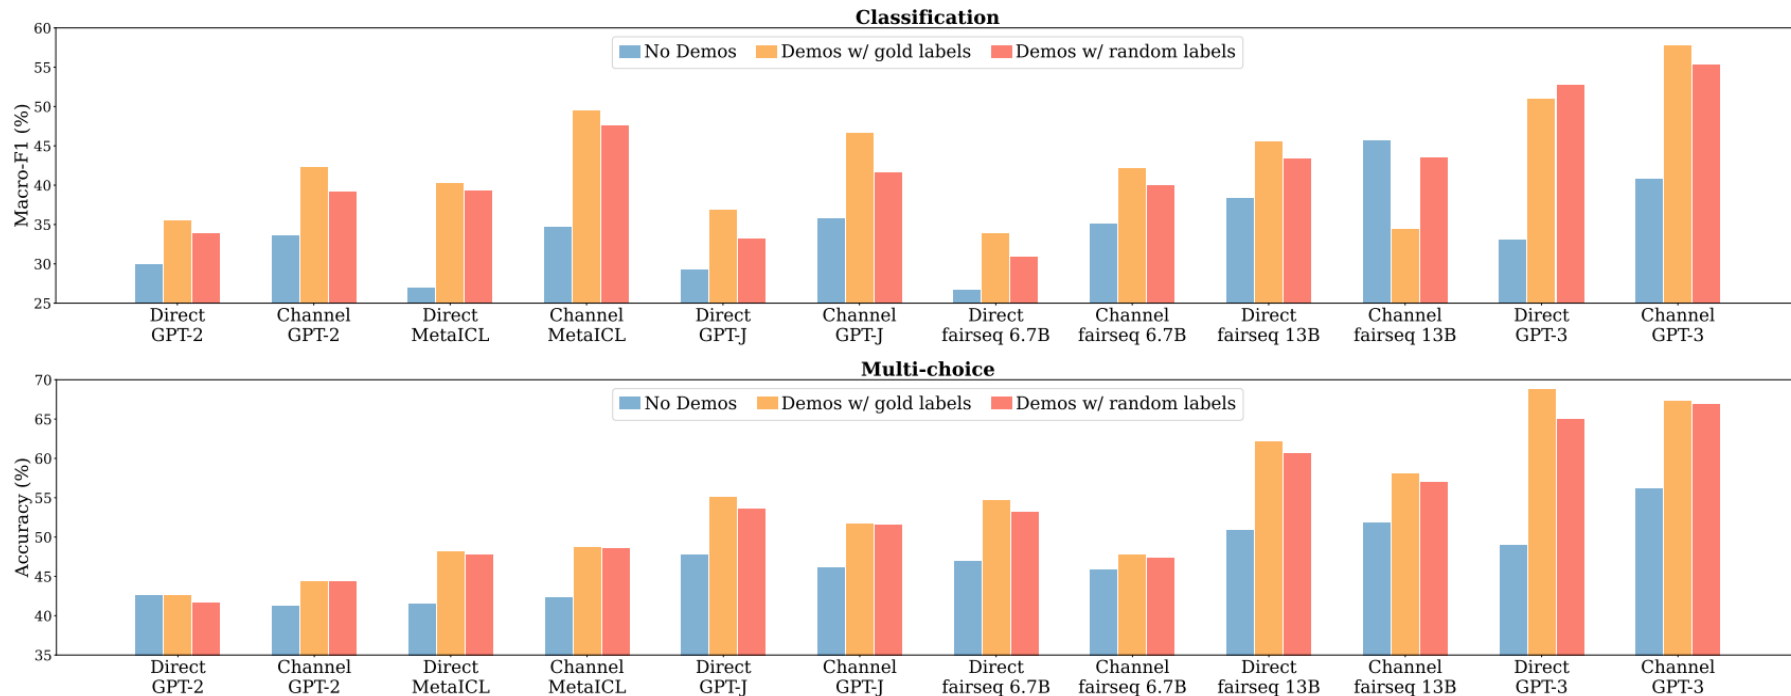 Classification
No Demos Demos w/ gold labels Demos w/ random labels
Macro-F1 (%)
60
55
50
45
40
35
30
25
Direct GPT-2
Channel GPT-2
Direct MetaICL
Channel MetaICL
Direct GPT-J
Channel GPT-J
Direct fairseq 6.7B
Channel fairseq 6.7B
Direct fairseq 13B
Channel fairseq 13B
Direct GPT-3
Channel GPT-3
Multi-choice
No Demos Demos w/ gold labels Demos w/ random labels
Accuracy (%)
70
65
60
55
50
45
40
35
Direct GPT-2
Channel GPT-2
Direct MetaICL
Channel MetaICL
Direct GPT-J
Channel GPT-J
Direct fairseq 6.7B
Channel fairseq 6.7B
Direct fairseq 13B
Channel fairseq 13B
Direct GPT-3
Channel GPT-3